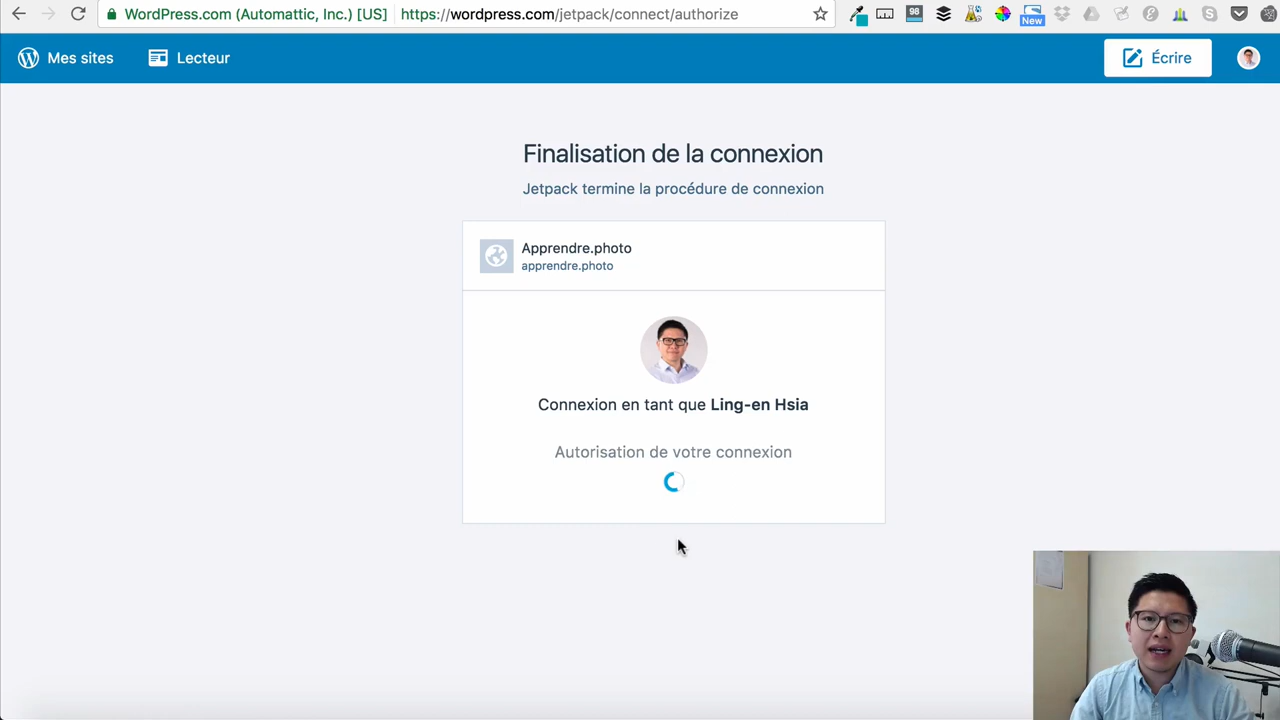 WordPress.com (Automattic, Inc.) [US] https://wordpress.com/jetpack/connect/authorize
98
New
Mes sites Lecteur Écrire
Finalisation de la connexion
Jetpack termine la procédure de connexion
Apprendre.photo
apprendre.photo
Connexion en tant que Ling-en Hsia
Autorisation de votre connexion